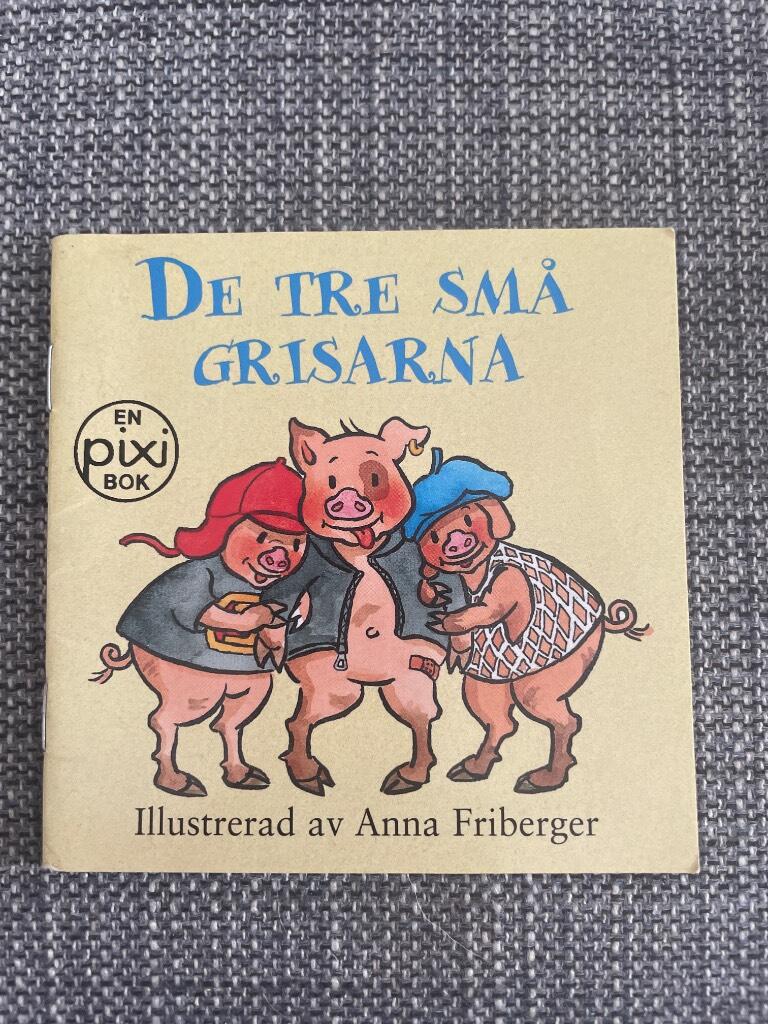 DE TRE SMÅ
GRISARNA
EN
pixi
BOK
Illustrerad av Anna Friberger